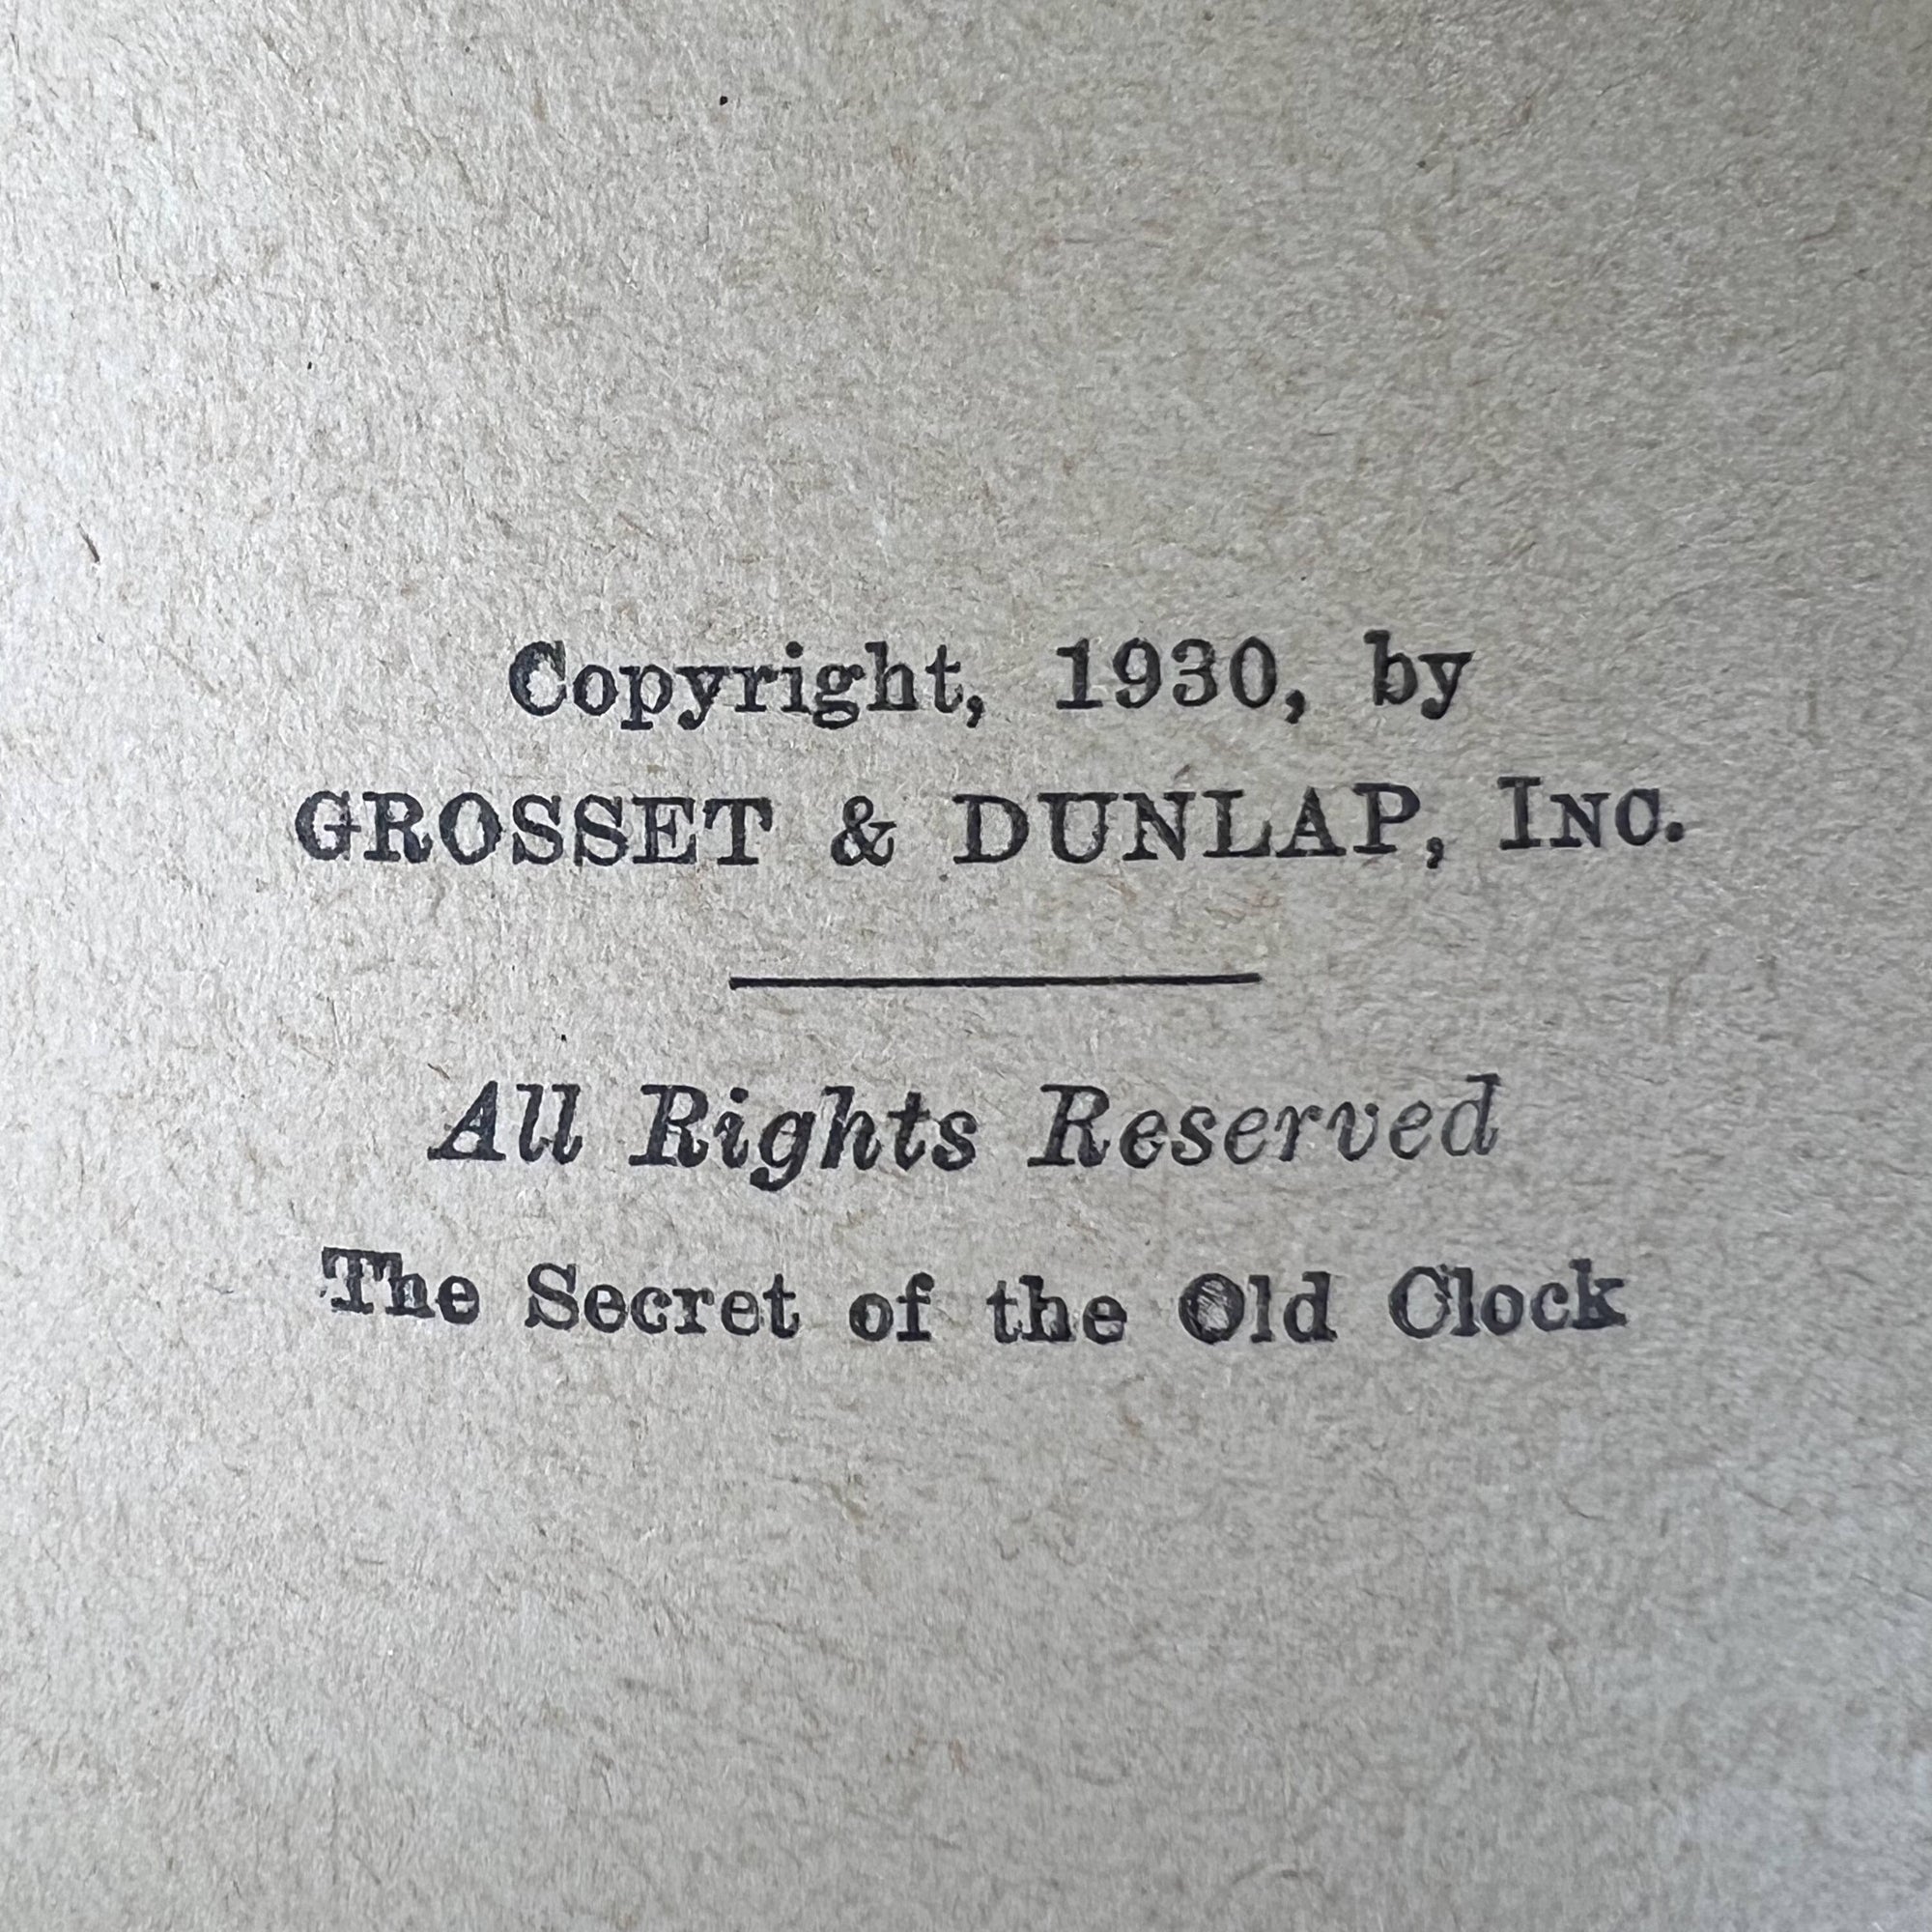 Copyright, 1930, by
GROSSET & DUNLAP, INC.
All Rights Reserved
The Secret of the Old Clock